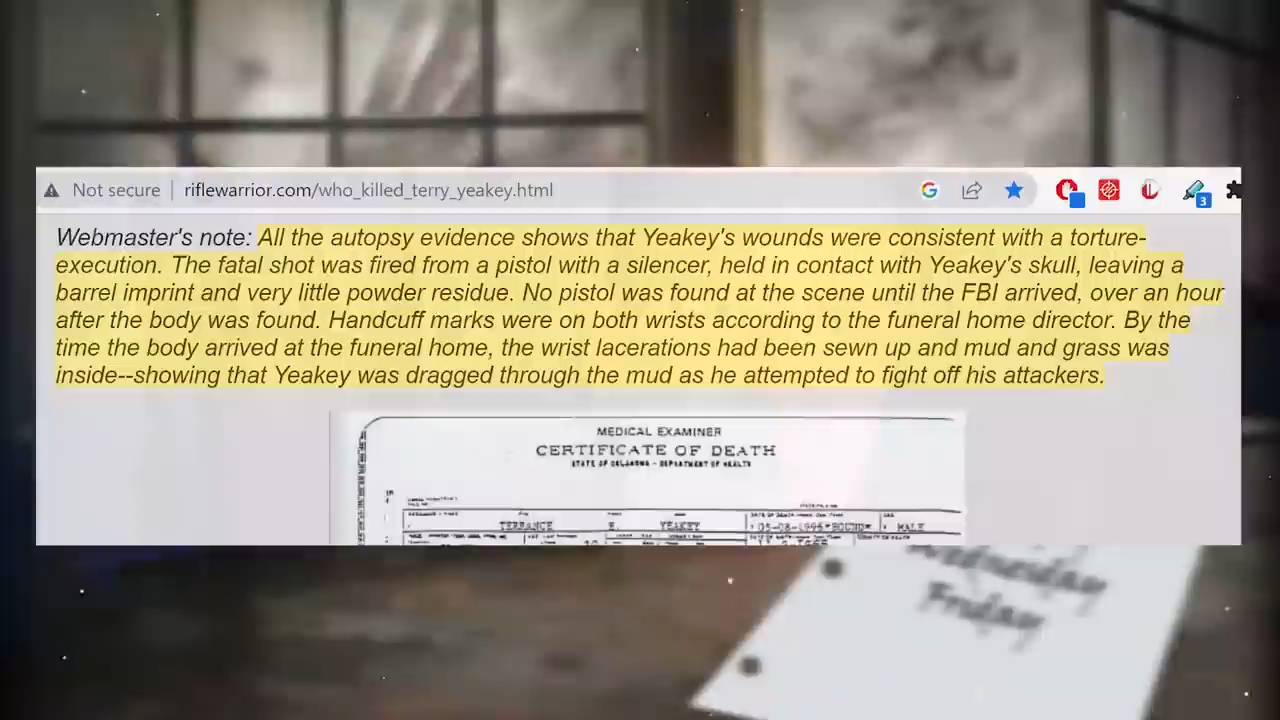 Not secure riflewarrior.com/who_killed_terry_yeakey.html
3
Webmaster's note: All the autopsy evidence shows that Yeakey's wounds were consistent with a torture-
execution. The fatal shot was fired from a pistol with a silencer, held in contact with Yeakey's skull, leaving a
barrel imprint and very little powder residue. No pistol was found at the scene until the FBI arrived, over an hour
after the body was found. Handcuff marks were on both wrists according to the funeral home director. By the
time the body arrived at the funeral home, the wrist lacerations had been sewn up and mud and grass was
inside--showing that Yeakey was dragged through the mud as he attempted to fight off his attackers.
MEDICAL EXAMINER
CERTIFICATE OF DEATH
STATE OF OKLAHOMA - DEPARTMENT OF HEALTH
TERRANCE YEAKEY 05-08-1996 MALE
Wednesday
Friday